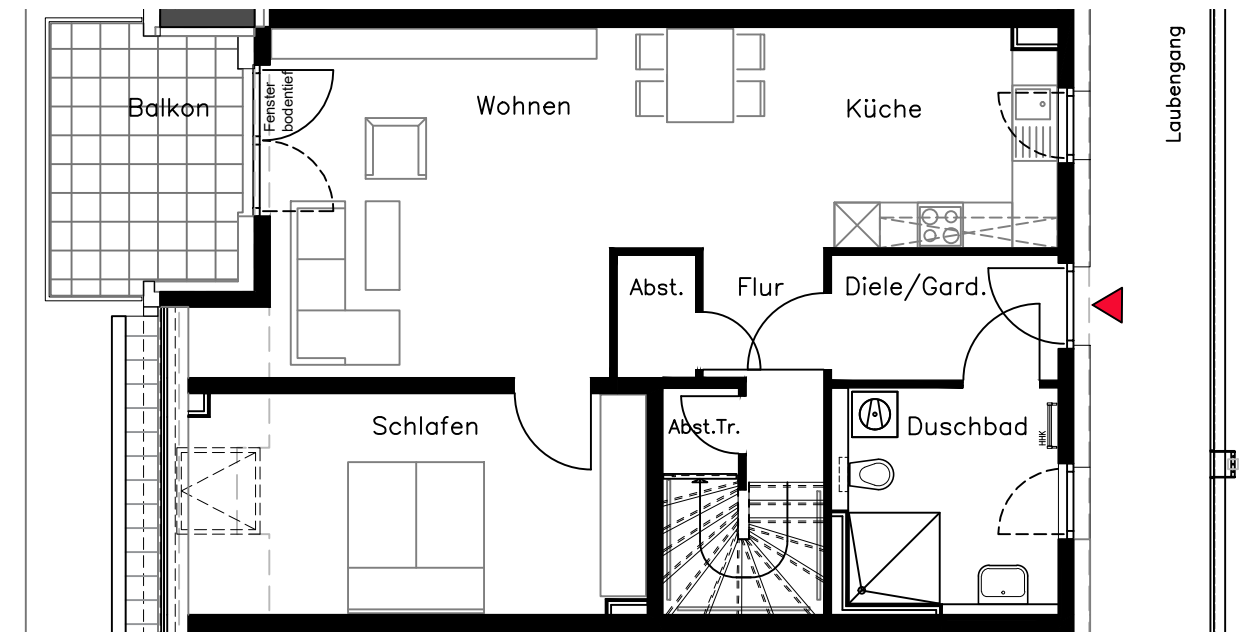 Balkon
Fenster
bodentief
Wohnen
Küche
Laubengang
Abst.
Flur
Diele/Gard.
Schlafen
Abst.Tr.
Duschbad
HHK